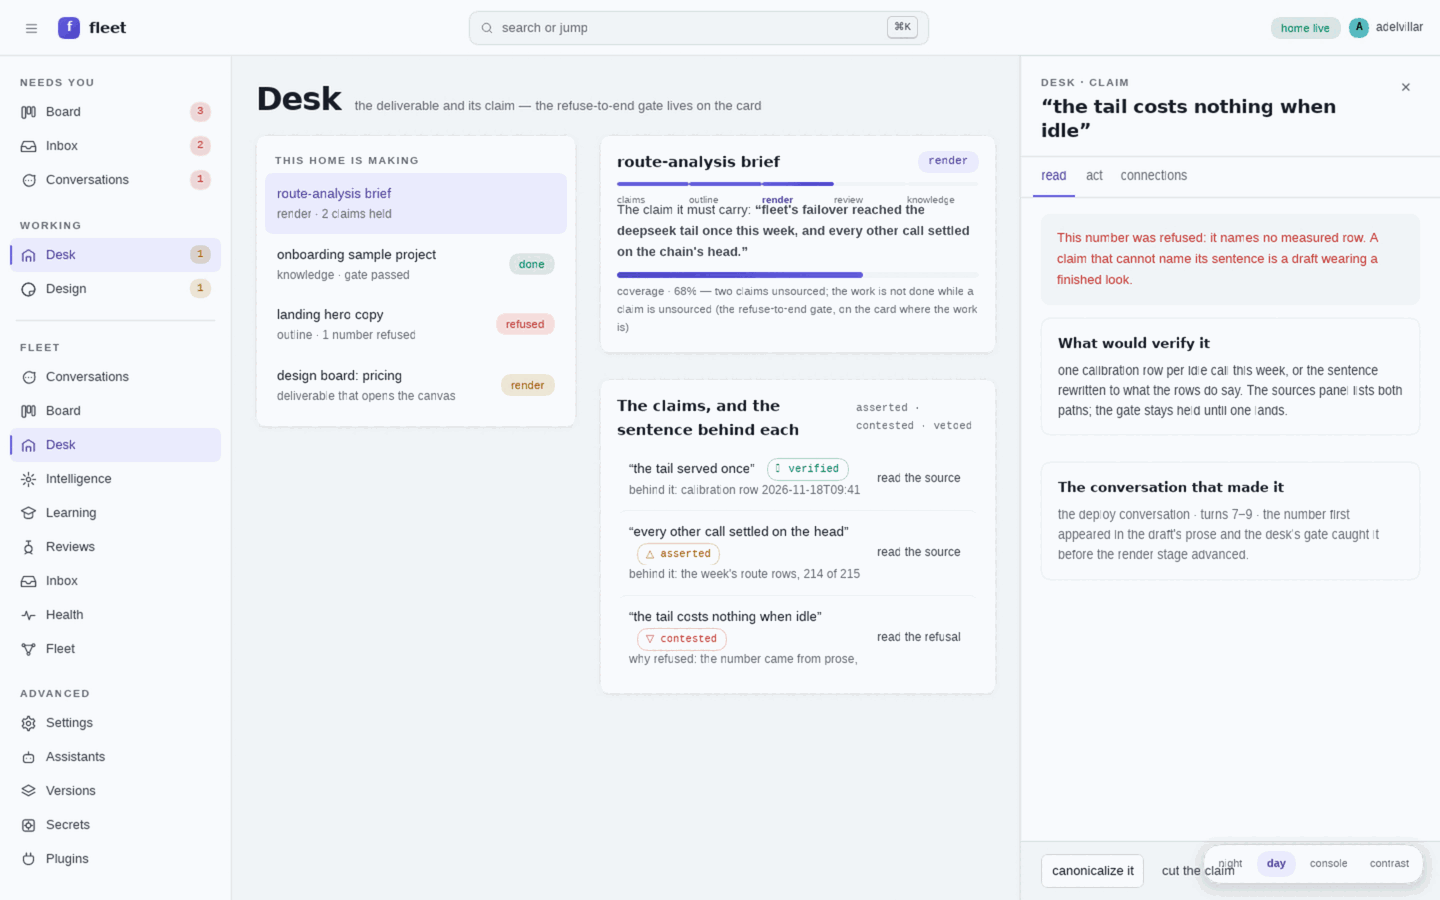 f fleet
search or jump
⌘K
home live
A adelvillar
NEEDS YOU
Board 3
Inbox 2
Conversations 1
WORKING
Desk 1
Design 1
FLEET
Conversations
Board
Desk
Intelligence
Learning
Reviews
Inbox
Health
Fleet
ADVANCED
Settings
Assistants
Versions
Secrets
Plugins
Desk the deliverable and its claim — the refuse-to-end gate lives on the card
THIS HOME IS MAKING
route-analysis brief
render · 2 claims held
onboarding sample project
knowledge · gate passed
done
landing hero copy
outline · 1 number refused
refused
design board: pricing
deliverable that opens the canvas
render
route-analysis brief
render
claims outline render review knowledge
The claim it must carry: “fleet's failover reached the
deepseek tail once this week, and every other call settled
on the chain's head.”
coverage · 68% — two claims unsourced; the work is not done while a
claim is unsourced (the refuse-to-end gate, on the card where the work
is)
The claims, and the
sentence behind each
asserted ·
contested · vetoed
“the tail served once” verified
behind it: calibration row 2026-11-18T09:41
read the source
“every other call settled on the head”
△ asserted
behind it: the week's route rows, 214 of 215
read the source
“the tail costs nothing when idle”
▽ contested
why refused: the number came from prose,
read the refusal
DESK · CLAIM
“the tail costs nothing when
idle”
×
read act connections
This number was refused: it names no measured row. A
claim that cannot name its sentence is a draft wearing a
finished look.
What would verify it
one calibration row per idle call this week, or the sentence
rewritten to what the rows do say. The sources panel lists both
paths; the gate stays held until one lands.
The conversation that made it
the deploy conversation · turns 7–9 · the number first
appeared in the draft's prose and the desk's gate caught it
before the render stage advanced.
canonicalize it
cut the claim
night day console contrast